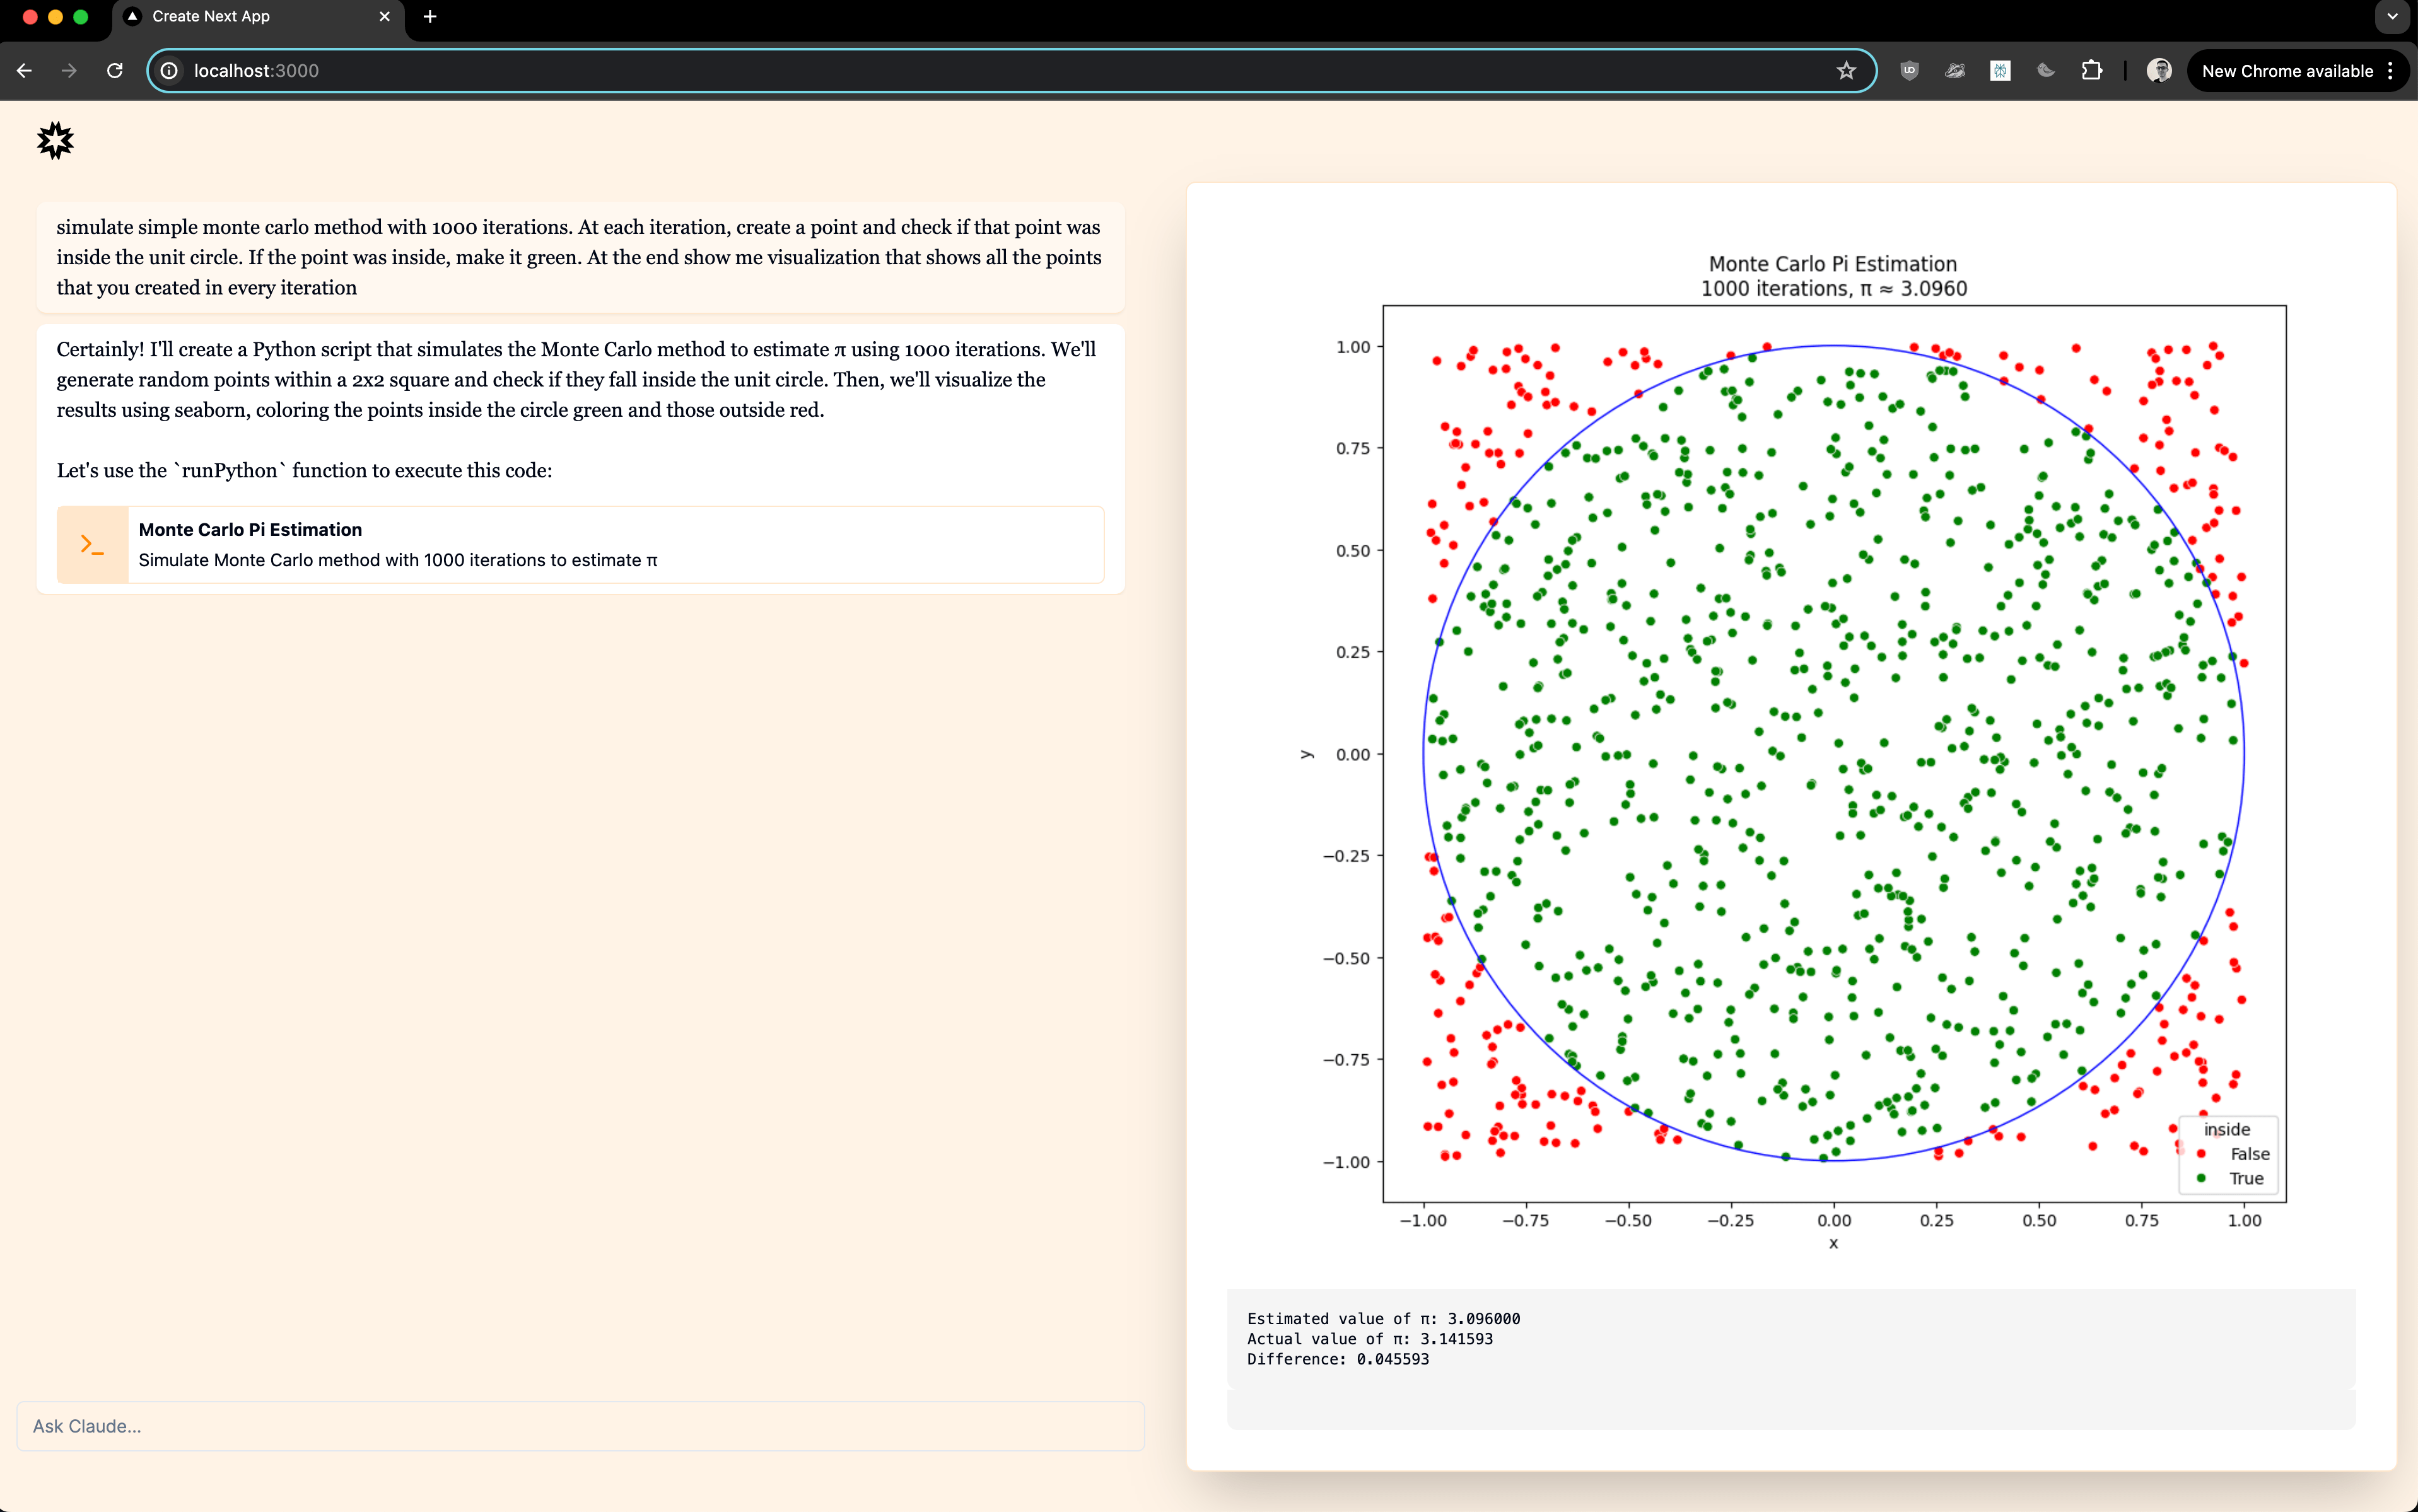 Create Next App
localhost:3000
New Chrome available
simulate simple monte carlo method with 1000 iterations. At each iteration, create a point and check if that point was
inside the unit circle. If the point was inside, make it green. At the end show me visualization that shows all the points
that you created in every iteration
Certainly! I'll create a Python script that simulates the Monte Carlo method to estimate π using 1000 iterations. We'll
generate random points within a 2x2 square and check if they fall inside the unit circle. Then, we'll visualize the
results using seaborn, coloring the points inside the circle green and those outside red.
Let's use the `runPython` function to execute this code:
Monte Carlo Pi Estimation
Simulate Monte Carlo method with 1000 iterations to estimate π
Ask Claude...
Monte Carlo Pi Estimation
1000 iterations, π ≈ 3.0960
1.00
0.75
0.50
0.25
0.00
−0.25
−0.50
−0.75
−1.00
y
−1.00 −0.75 −0.50 −0.25 0.00 0.25 0.50 0.75 1.00
x
inside
False
True
Estimated value of π: 3.096000
Actual value of π: 3.141593
Difference: 0.045593